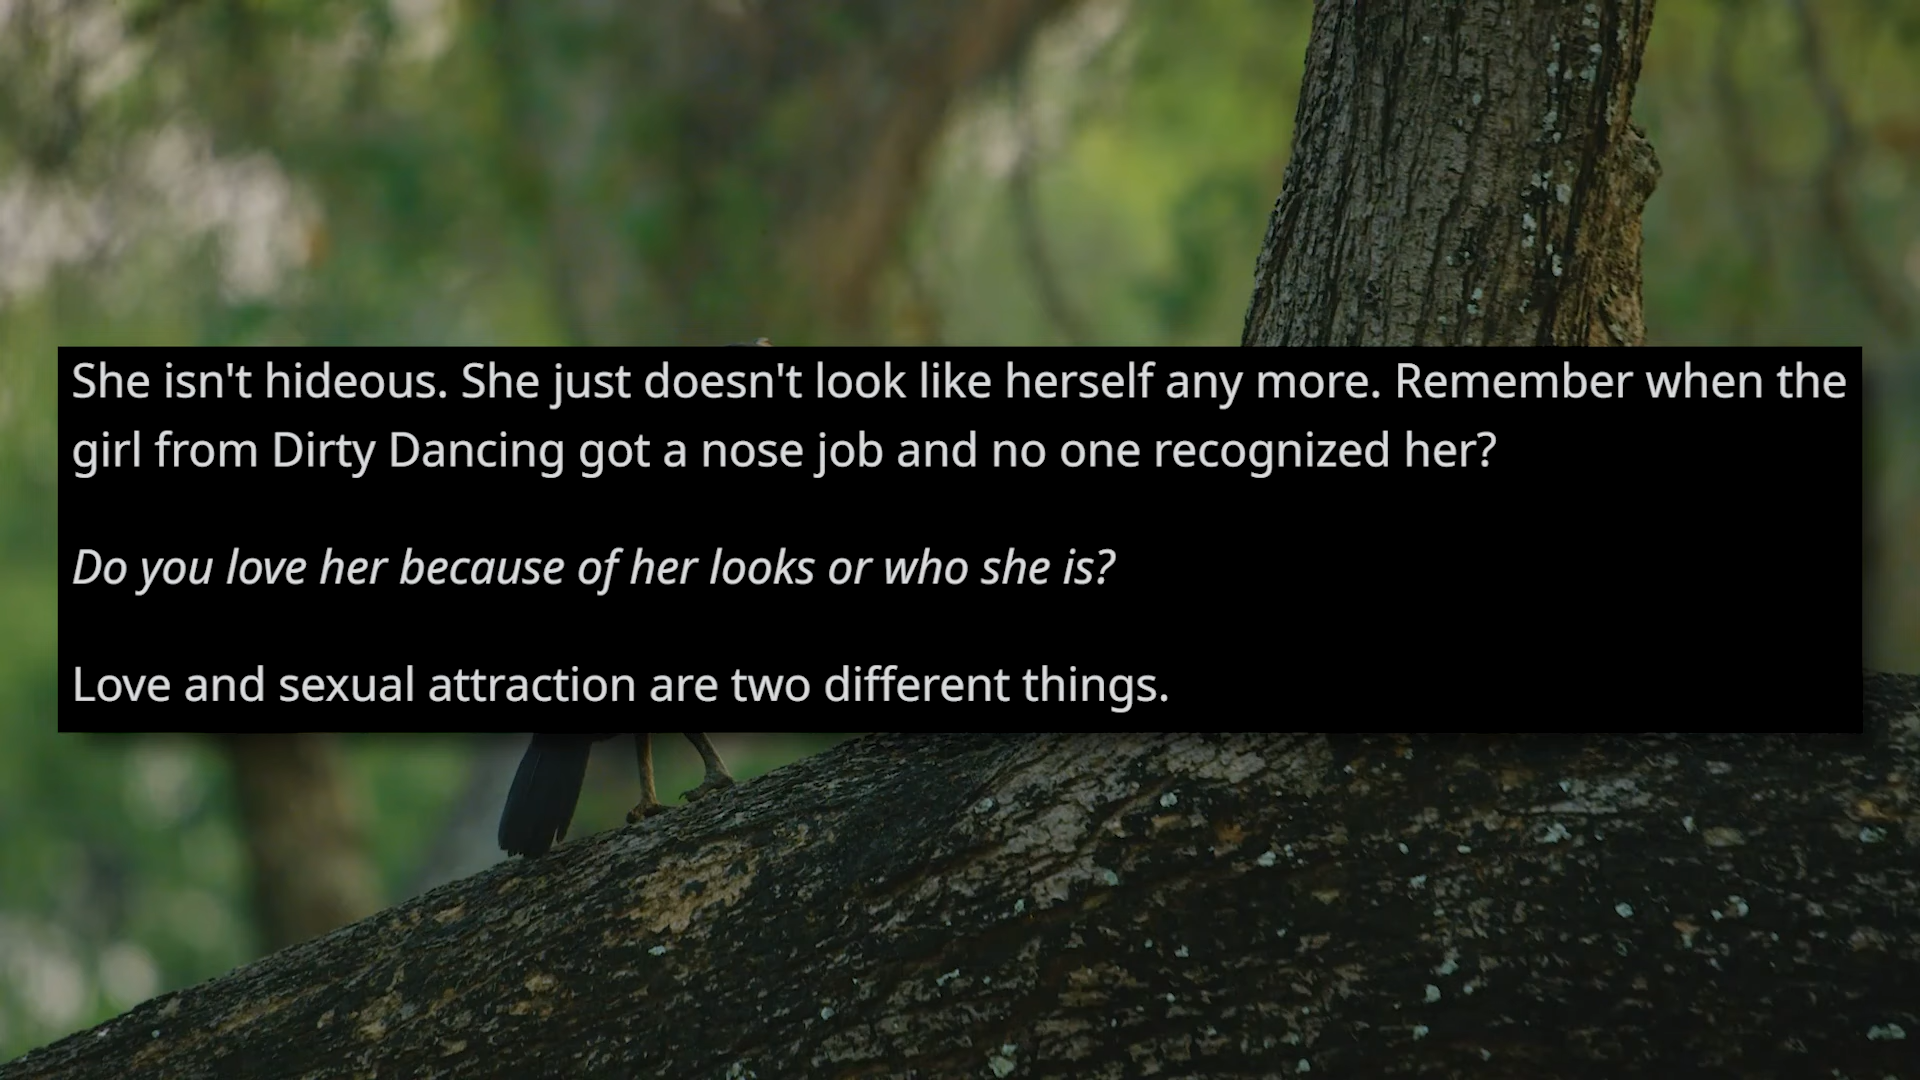 She isn't hideous. She just doesn't look like herself any more. Remember when the
girl from Dirty Dancing got a nose job and no one recognized her?
Do you love her because of her looks or who she is?
Love and sexual attraction are two different things.